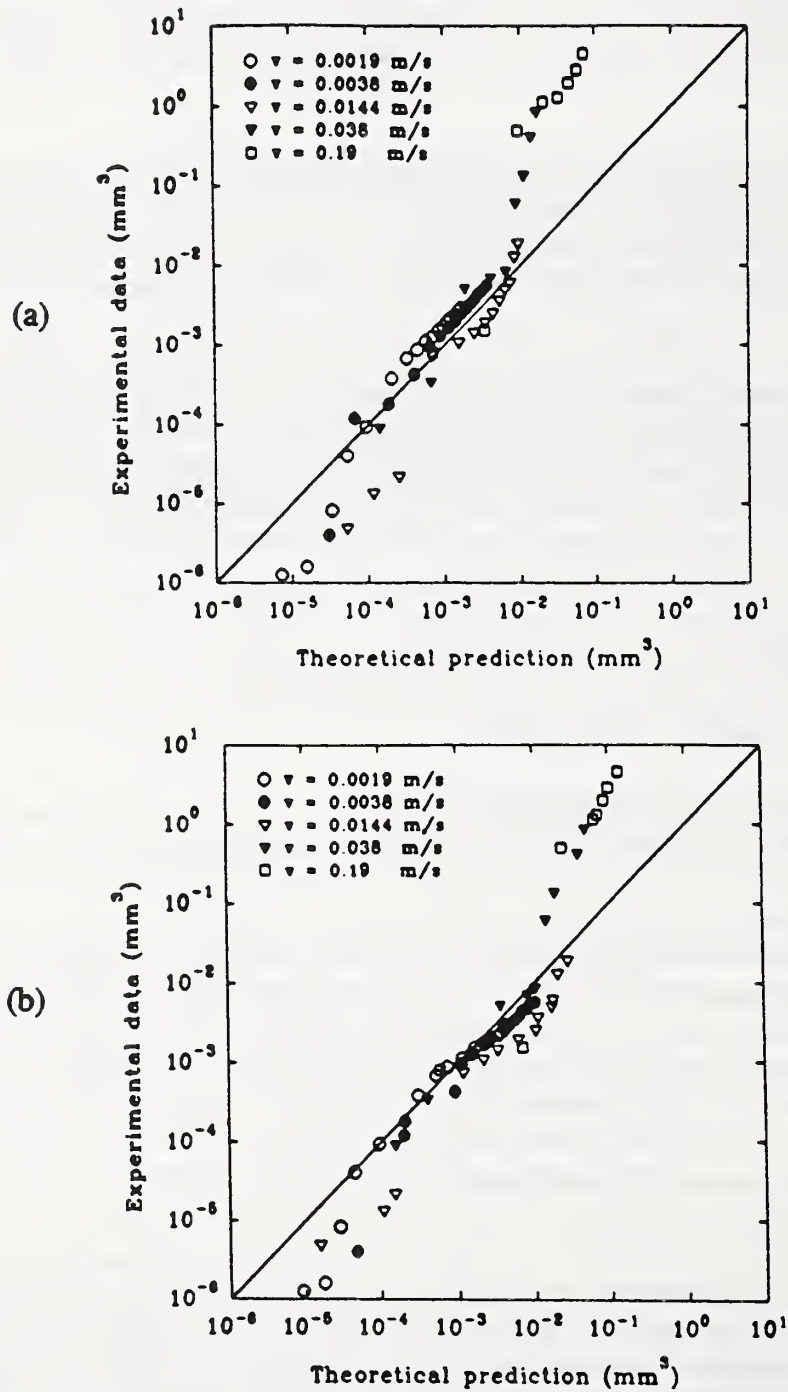 (a)
10¹
10⁰
10⁻¹
10⁻²
10⁻³
10⁻⁴
10⁻⁶
10⁻⁶
Experimental data (mm³)
v = 0.0019 m/s
v = 0.0038 m/s
v = 0.0144 m/s
v = 0.038 m/s
v = 0.19 m/s
10⁻⁶ 10⁻⁵ 10⁻⁴ 10⁻³ 10⁻² 10⁻¹ 10⁰ 10¹
Theoretical prediction (mm³)
(b)
10¹
10⁰
10⁻¹
10⁻²
10⁻³
10⁻⁴
10⁻⁶
10⁻⁶
Experimental data (mm³)
v = 0.0019 m/s
v = 0.0038 m/s
v = 0.0144 m/s
v = 0.038 m/s
v = 0.19 m/s
10⁻⁶ 10⁻⁵ 10⁻⁴ 10⁻³ 10⁻² 10⁻¹ 10⁰ 10¹
Theoretical prediction (mm³)